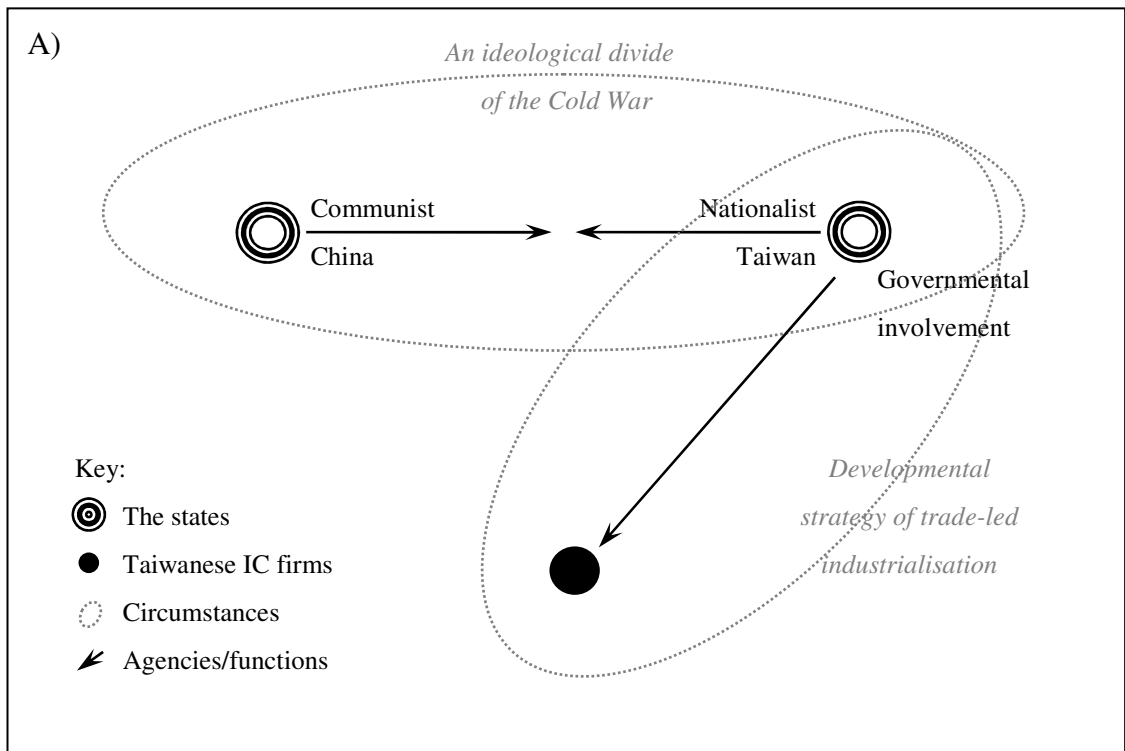 A)
An ideological divide
of the Cold War
Communist
China
Nationalist
Taiwan
Governmental
involvement
Developmental
strategy of trade-led
industrialisation
Key:
The states
Taiwanese IC firms
Circumstances
Agencies/functions